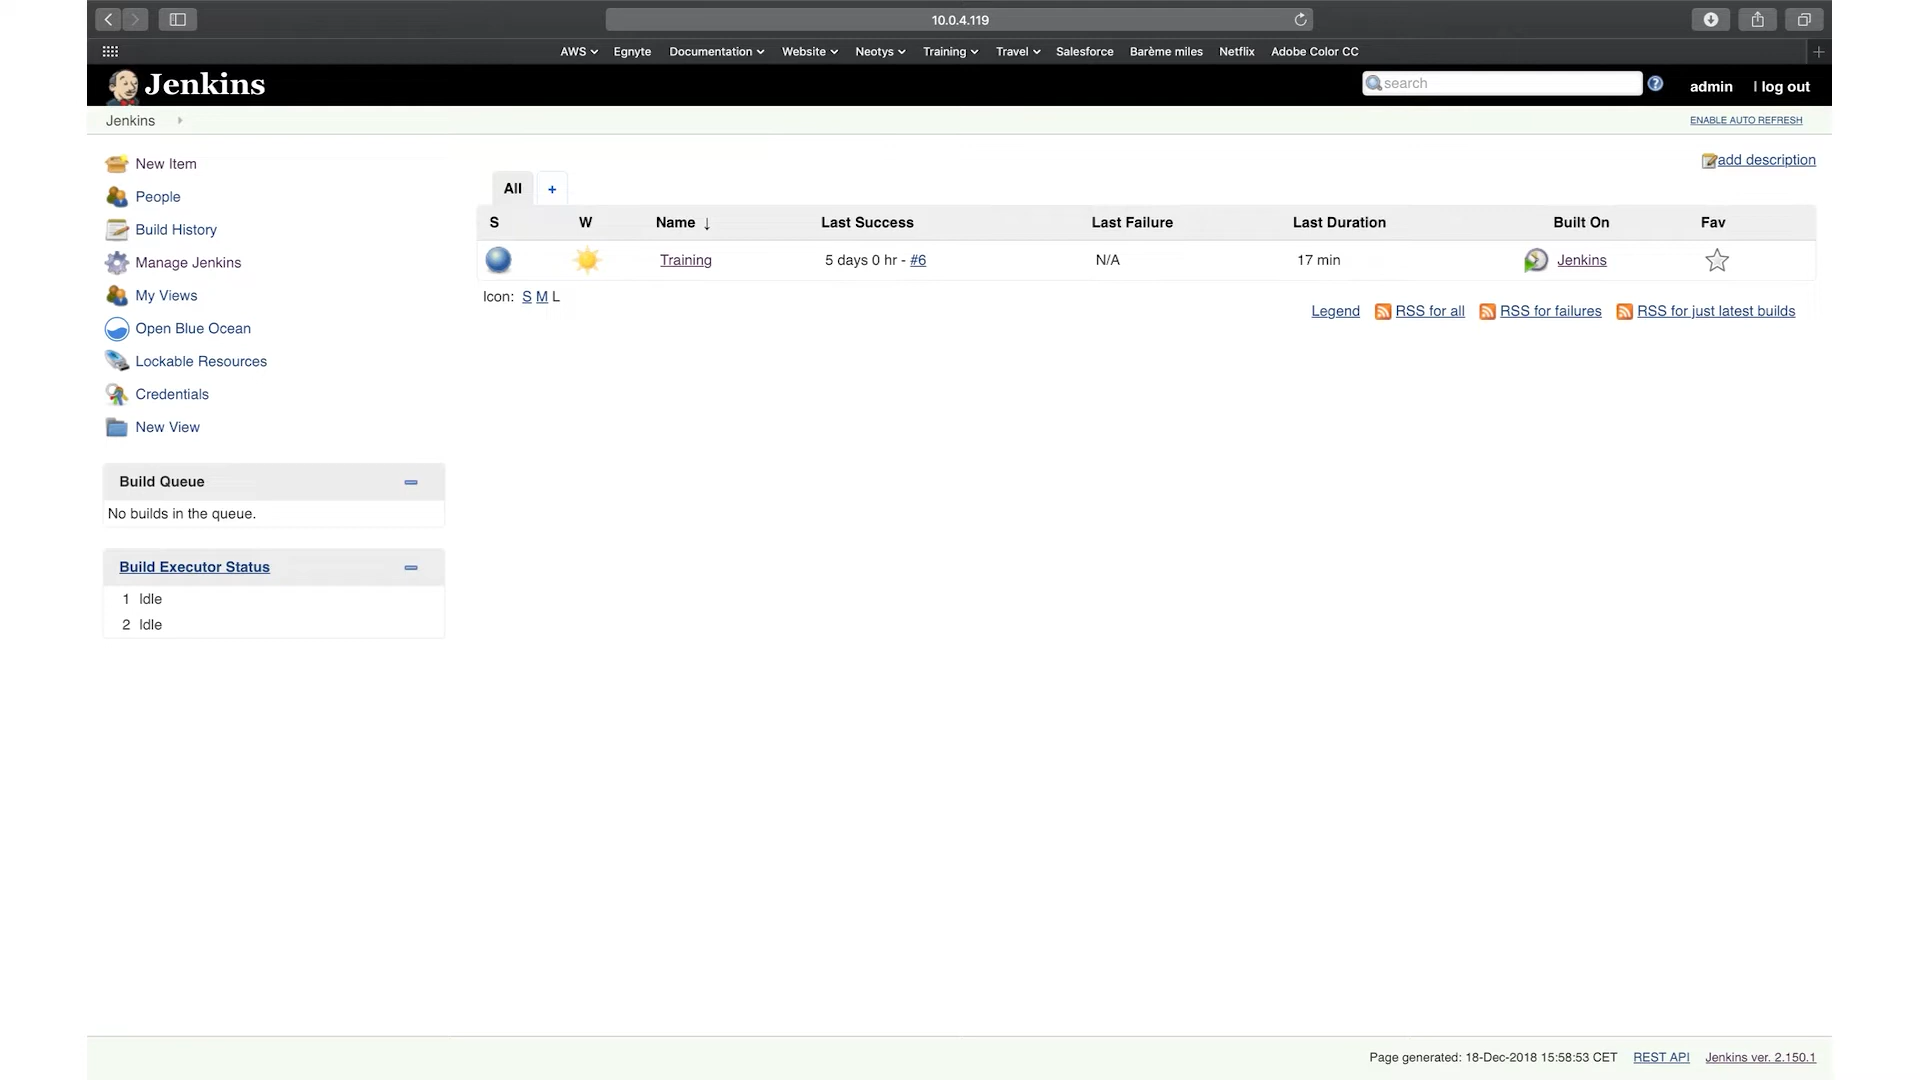 10.0.4.119
AWS Egnyte Documentation Website Neotys Training Travel Salesforce Barème miles Netflix Adobe Color CC
Jenkins
search
admin | log out
Jenkins
ENABLE AUTO REFRESH
New Item
People
Build History
Manage Jenkins
My Views
Open Blue Ocean
Lockable Resources
Credentials
New View
Build Queue
No builds in the queue.
Build Executor Status
1 Idle
2 Idle
add description
All +
S W Name ↓ Last Success Last Failure Last Duration Built On Fav
Training 5 days 0 hr - #6 N/A 17 min Jenkins
Icon: S M L
Legend RSS for all RSS for failures RSS for just latest builds
Page generated: 18-Dec-2018 15:58:53 CET REST API Jenkins ver. 2.150.1